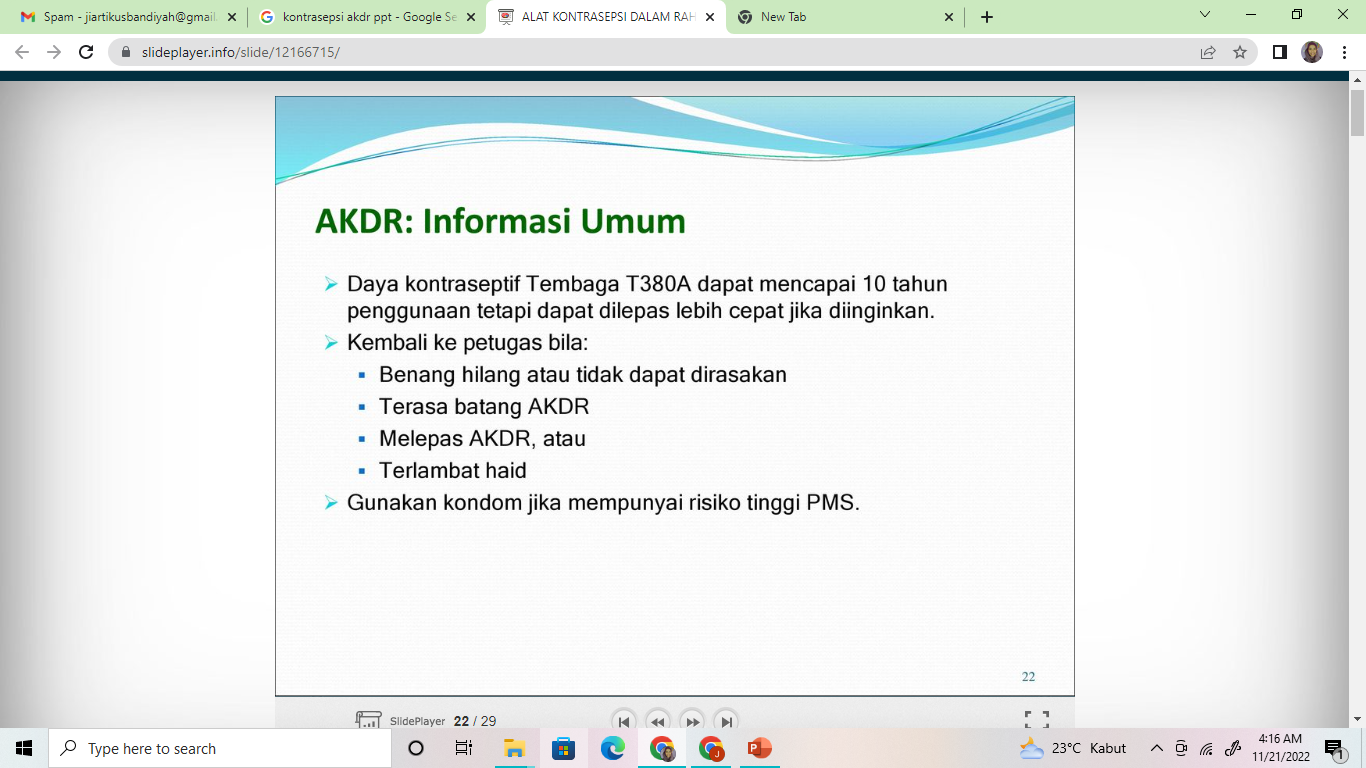 Spam - jiartikusbandiyah@gmail.
kontrasepsi akdr ppt - Google Se
ALAT KONTRASEPSI DALAM RAH
New Tab
slideplayer.info/slide/12166715/
AKDR: Informasi Umum
Daya kontraseptif Tembaga T380A dapat mencapai 10 tahun
penggunaan tetapi dapat dilepas lebih cepat jika diinginkan.
Kembali ke petugas bila:
Benang hilang atau tidak dapat dirasakan
Terasa batang AKDR
Melepas AKDR, atau
Terlambat haid
Gunakan kondom jika mempunyai risiko tinggi PMS.
22
SlidePlayer 22 / 29
Type here to search
23°C Kabut
4:16 AM
11/21/2022
1